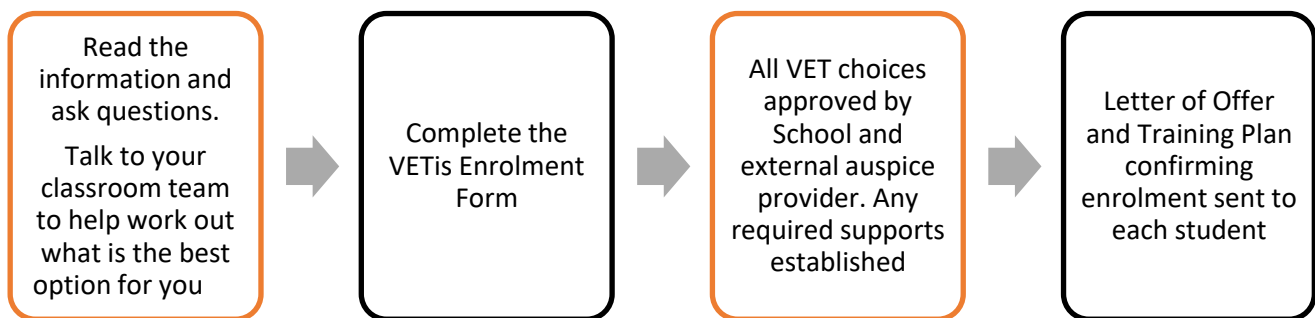 Read the
information and
ask questions.
Talk to your
classroom team
to help work out
what is the best
option for you
Complete the
VETis Enrolment
Form
All VET choices
approved by
School and
external auspice
provider. Any
required supports
established
Letter of Offer
and Training Plan
confirming
enrolment sent to
each student